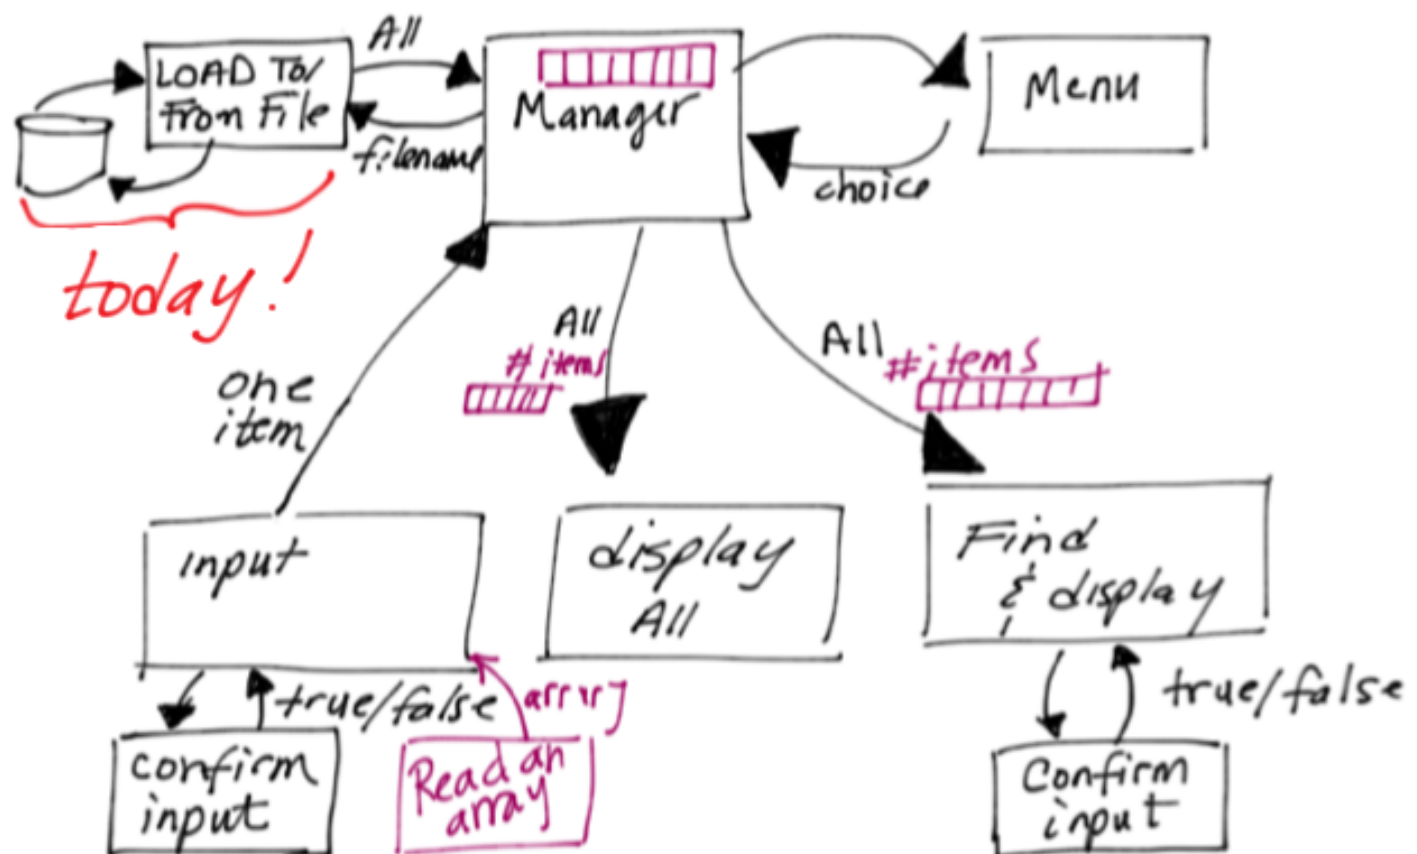 All
LOAD To/
From File
filename
Manager
Menu
choice
today!
one
item
All
# items
All
# items
input
display
All
Find
& display
true/false
array
true/false
confirm
input
Read an
array
Confirm
input